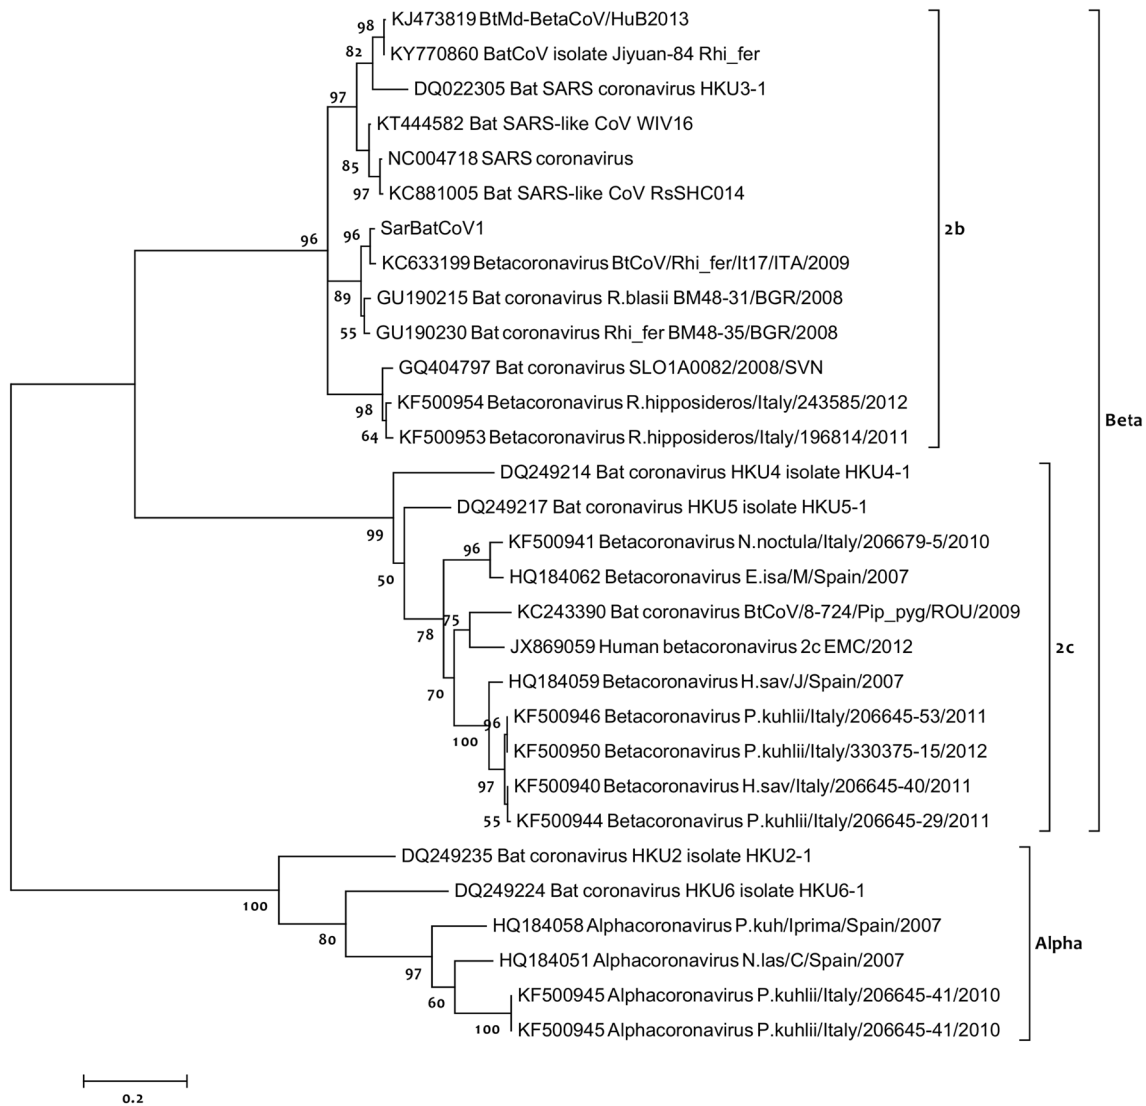 98
KJ473819 BtMd-BetaCoV/HuB2013
82
KY770860 BatCoV isolate Jiyuan-84 Rhi_fer
DQ022305 Bat SARS coronavirus HKU3-1
97
KT444582 Bat SARS-like CoV WIV16
NC004718 SARS coronavirus
85
97
KC881005 Bat SARS-like CoV RsSHC014
96
96
SarBatCoV1
2b
KC633199 Betacoronavirus BtCoV/Rhi_fer/It17/ITA/2009
89
GU190215 Bat coronavirus R.blasii BM48-31/BGR/2008
55
GU190230 Bat coronavirus Rhi_fer BM48-35/BGR/2008
GQ404797 Bat coronavirus SLO1A0082/2008/SVN
98
KF500954 Betacoronavirus R.hipposideros/Italy/243585/2012
Beta
64
KF500953 Betacoronavirus R.hipposideros/Italy/196814/2011
DQ249214 Bat coronavirus HKU4 isolate HKU4-1
DQ249217 Bat coronavirus HKU5 isolate HKU5-1
99
96
KF500941 Betacoronavirus N.noctula/Italy/206679-5/2010
50
HQ184062 Betacoronavirus E.isa/M/Spain/2007
75
KC243390 Bat coronavirus BtCoV/8-724/Pip_pyg/ROU/2009
78
JX869059 Human betacoronavirus 2c EMC/2012
2c
HQ184059 Betacoronavirus H.sav/J/Spain/2007
70
96
KF500946 Betacoronavirus P.kuhlii/Italy/206645-53/2011
100
KF500950 Betacoronavirus P.kuhlii/Italy/330375-15/2012
97
KF500940 Betacoronavirus H.sav/Italy/206645-40/2011
55
KF500944 Betacoronavirus P.kuhlii/Italy/206645-29/2011
DQ249235 Bat coronavirus HKU2 isolate HKU2-1
DQ249224 Bat coronavirus HKU6 isolate HKU6-1
100
HQ184058 Alphacoronavirus P.kuh/Iprima/Spain/2007
80
Alpha
HQ184051 Alphacoronavirus N.las/C/Spain/2007
97
KF500945 Alphacoronavirus P.kuhlii/Italy/206645-41/2010
60
100
KF500945 Alphacoronavirus P.kuhlii/Italy/206645-41/2010
0.2